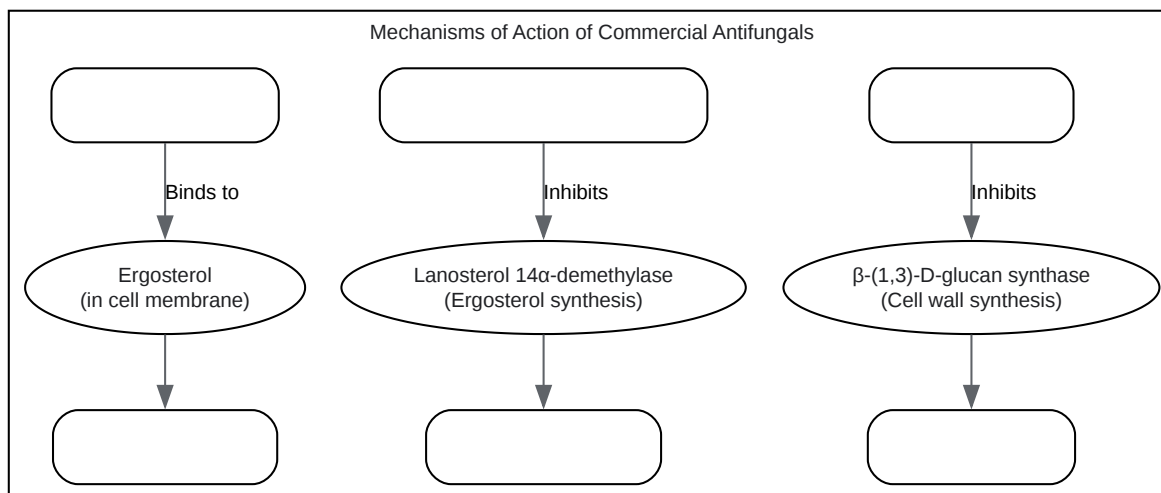 Mechanisms of Action of Commercial Antifungals
Binds to
Inhibits
Inhibits
Ergosterol
(in cell membrane)
Lanosterol 14α-demethylase
(Ergosterol synthesis)
β-(1,3)-D-glucan synthase
(Cell wall synthesis)